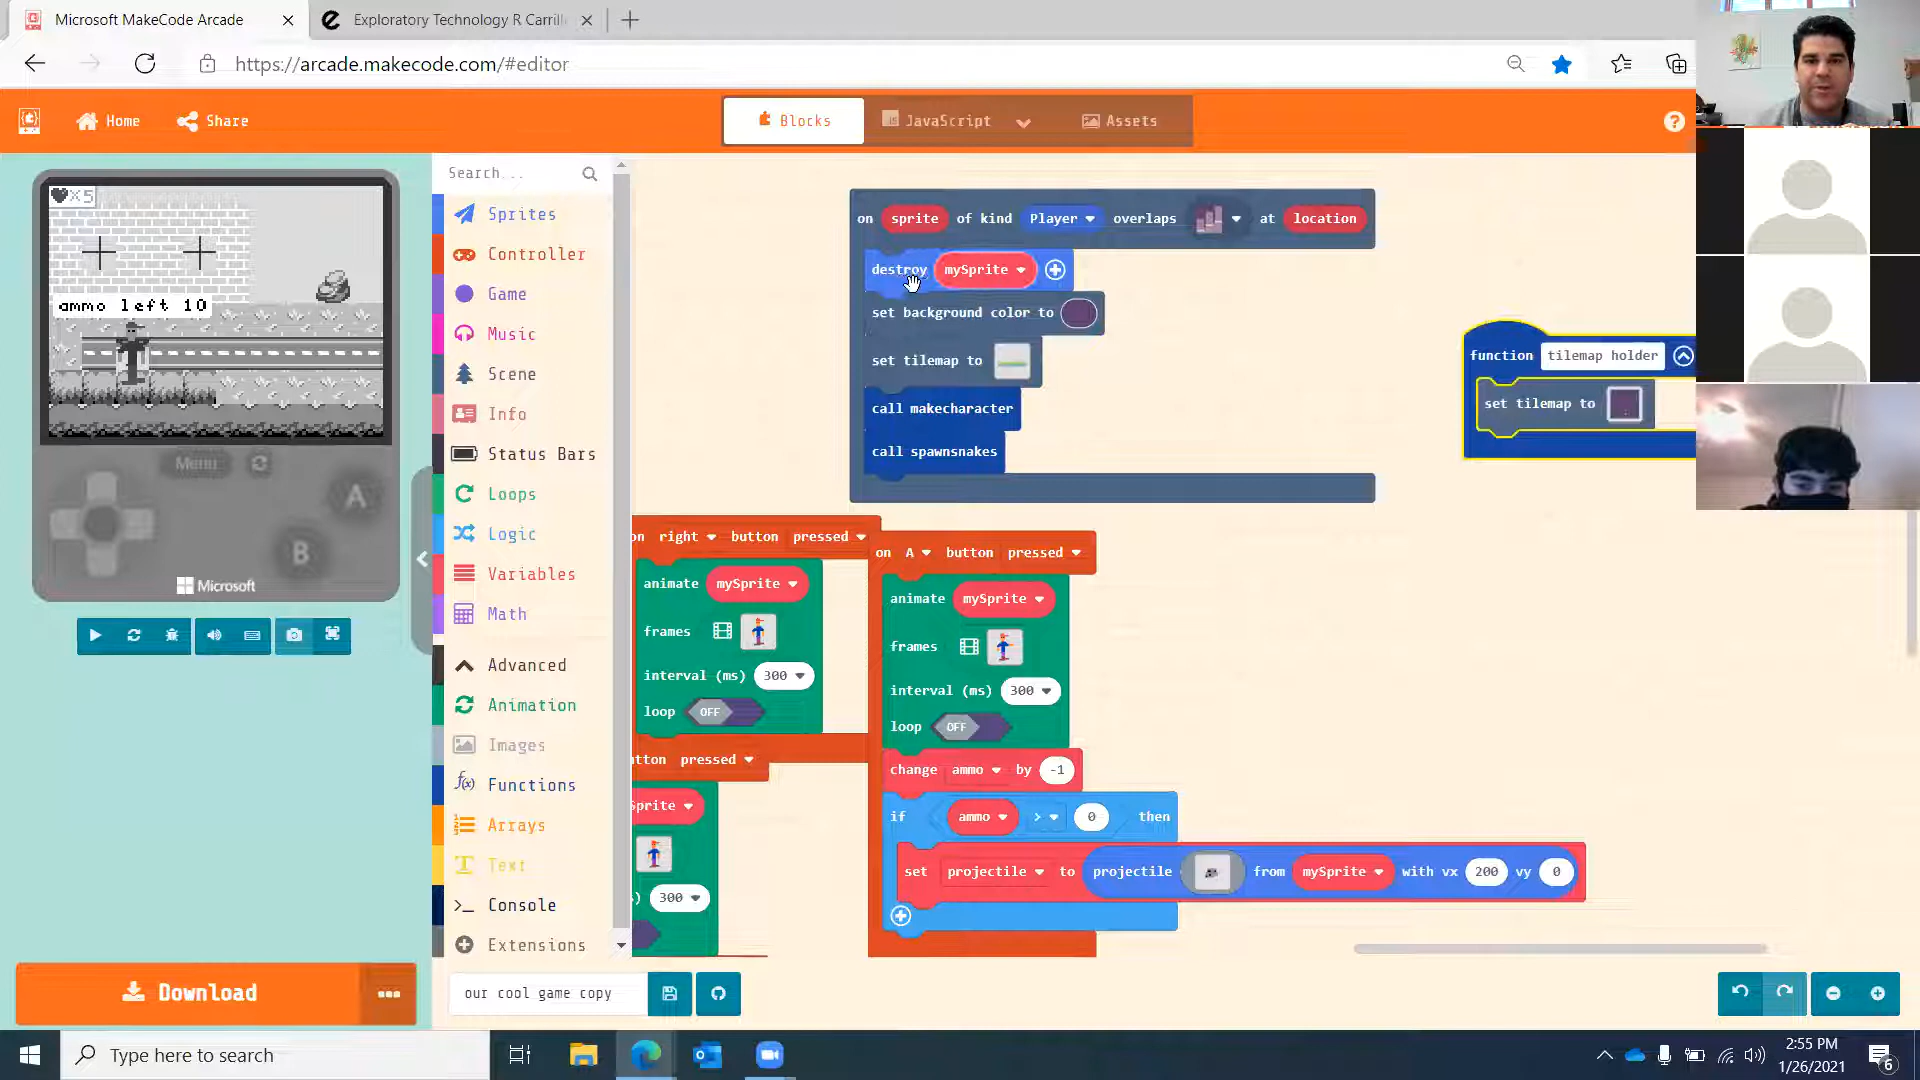 Microsoft MakeCode Arcade
Exploratory Technology R Carrill
https://arcade.makecode.com/#editor
Home
Share
Blocks
JavaScript
Assets
?
×5
ammo left 10
Menu
A
B
Microsoft
Search...
Sprites
Controller
Game
Music
Scene
Info
Status Bars
Loops
Logic
Variables
Math
Advanced
Animation
Images
Functions
Arrays
Text
Console
Extensions
on sprite of kind Player overlaps at location
destroy mySprite
set background color to
set tilemap to
call makecharacter
call spawnsnakes
function tilemap holder
set tilemap to
on right button pressed
animate mySprite
frames
interval (ms) 300
loop OFF
button pressed
Sprite
) 300
on A button pressed
animate mySprite
frames
interval (ms) 300
loop OFF
change ammo by -1
if ammo > 0 then
set projectile to projectile from mySprite with vx 200 vy 0
Download
our cool game copy
Type here to search
2:55 PM
1/26/2021
6